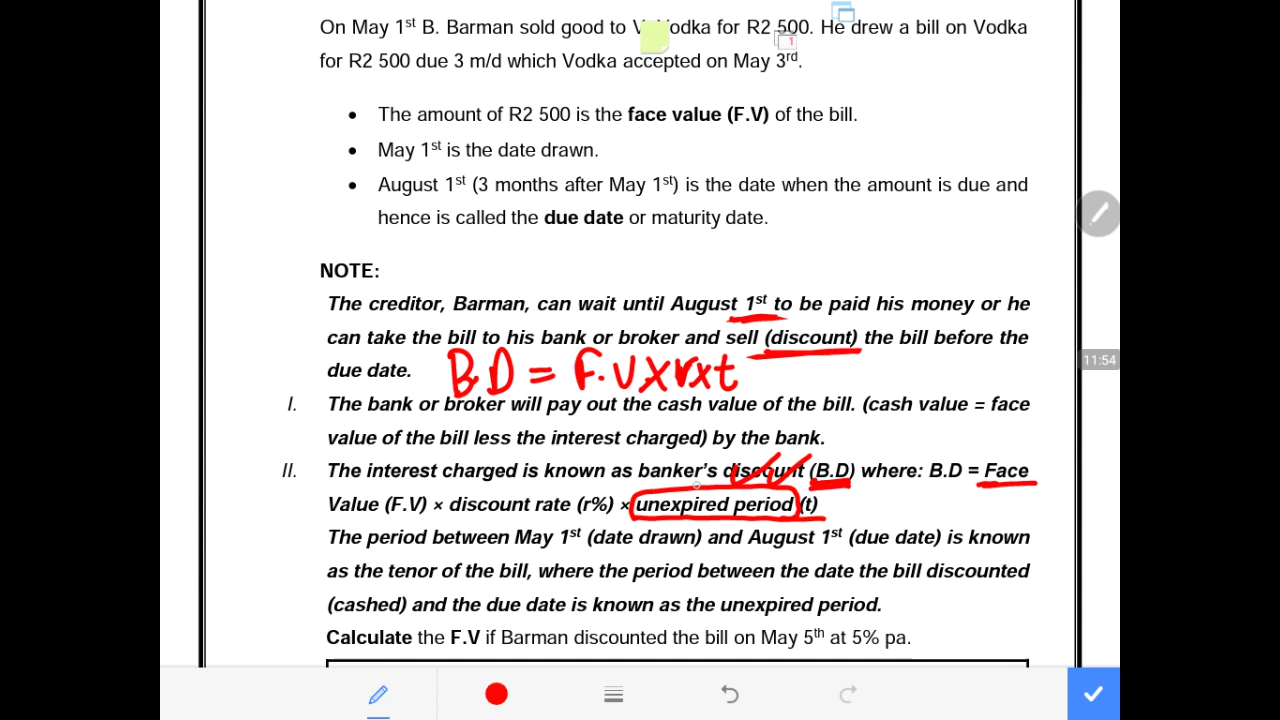 On May 1st B. Barman sold good to V Vodka for R2 500. He drew a bill on Vodka
for R2 500 due 3 m/d which Vodka accepted on May 3rd.
• The amount of R2 500 is the face value (F.V) of the bill.
• May 1st is the date drawn.
• August 1st (3 months after May 1st) is the date when the amount is due and
hence is called the due date or maturity date.
NOTE:
The creditor, Barman, can wait until August 1st to be paid his money or he
can take the bill to his bank or broker and sell (discount) the bill before the
due date.
B.D = F.V x r x t
11:54
I. The bank or broker will pay out the cash value of the bill. (cash value = face
value of the bill less the interest charged) by the bank.
II. The interest charged is known as banker's discount (B.D) where: B.D = Face
Value (F.V) × discount rate (r%) × unexpired period (t)
The period between May 1st (date drawn) and August 1st (due date) is known
as the tenor of the bill, where the period between the date the bill discounted
(cashed) and the due date is known as the unexpired period.
Calculate the F.V if Barman discounted the bill on May 5th at 5% pa.